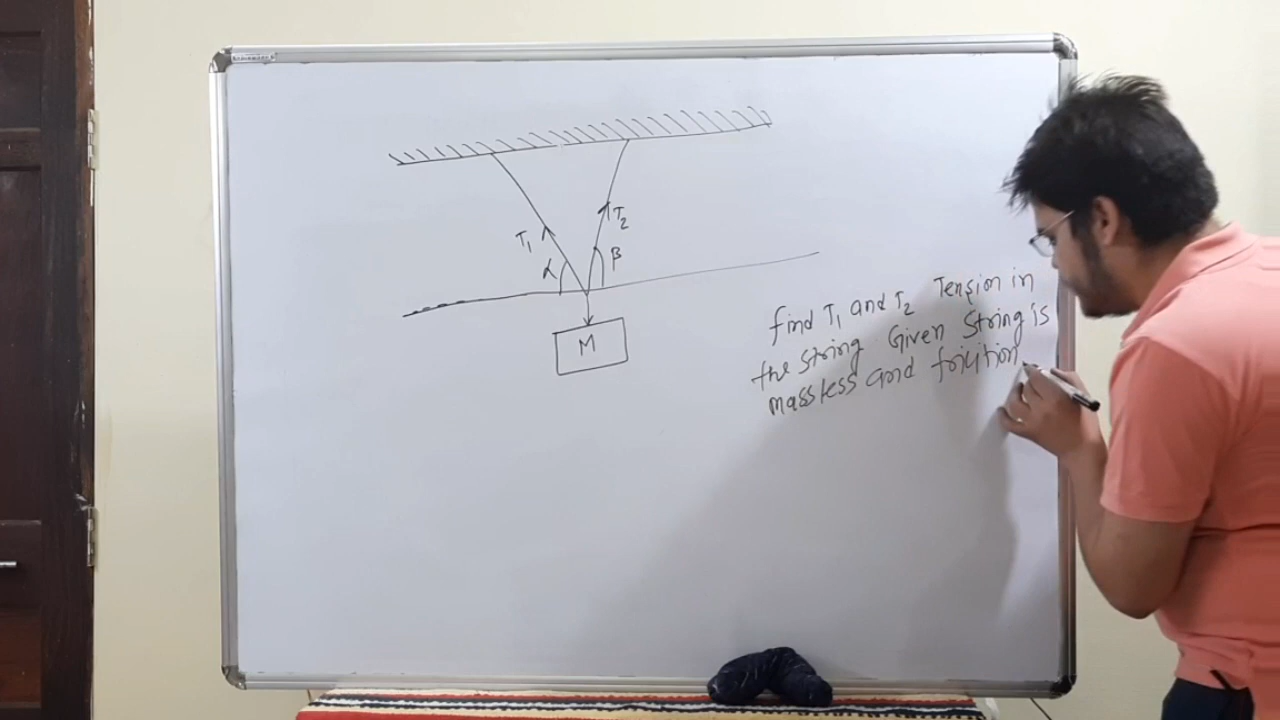 T₁
T₂
α
β
M
find T₁ and T₂ Tension in
the string Given string is
massless and friction